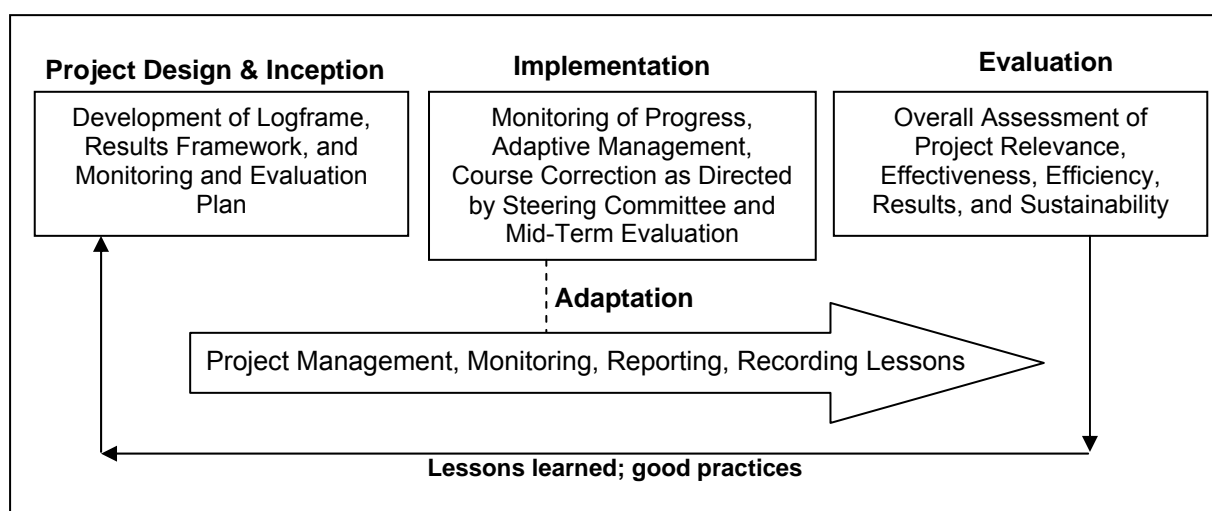 Project Design & Inception
Development of Logframe,
Results Framework, and
Monitoring and Evaluation
Plan
Implementation
Monitoring of Progress,
Adaptive Management,
Course Correction as Directed
by Steering Committee and
Mid-Term Evaluation
Evaluation
Overall Assessment of
Project Relevance,
Effectiveness, Efficiency,
Results, and Sustainability
Adaptation
Project Management, Monitoring, Reporting, Recording Lessons
Lessons learned; good practices